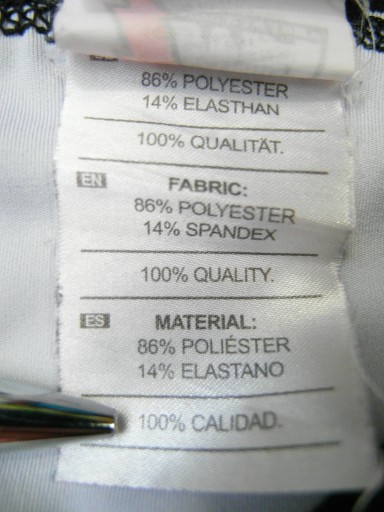 86% POLYESTER
14% ELASTHAN
100% QUALITÄT.
EN
FABRIC:
86% POLYESTER
14% SPANDEX
100% QUALITY.
ES
MATERIAL:
86% POLIÉSTER
14% ELASTANO
100% CALIDAD.